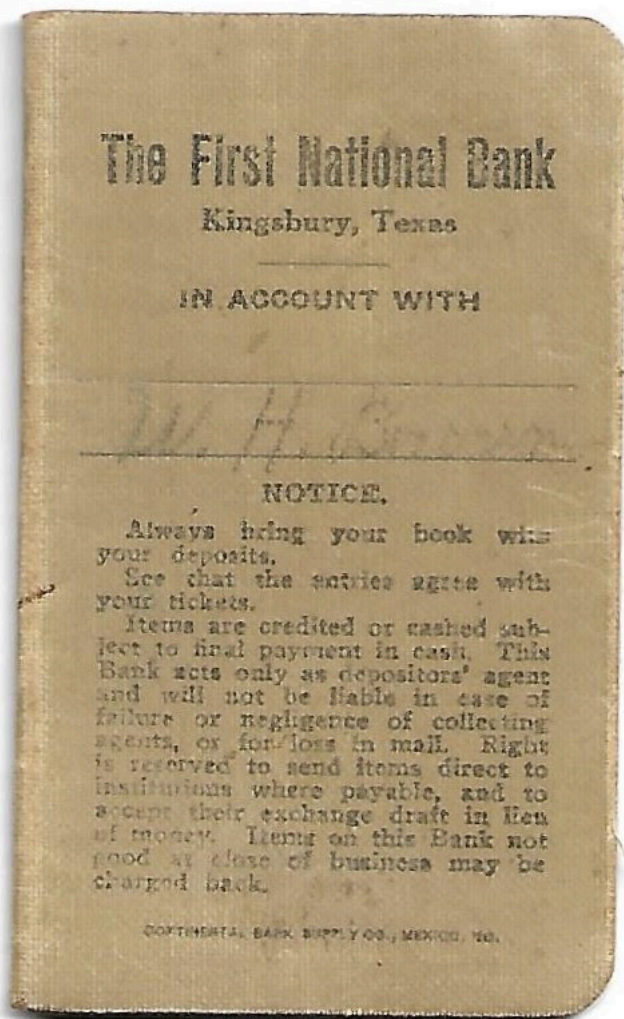 The First National Bank
Kingsbury, Texas
IN ACCOUNT WITH
W. H.
NOTICE.
Always bring your book with
your deposits.
See that the entries agree with
your tickets.
Items are credited or cashed sub-
ject to final payment in cash. This
Bank acts only as depositors' agent
and will not be liable in case of
failure or negligence of collecting
agents, or for loss in mail. Right
is reserved to send items direct to
institutions where payable, and to
accept their exchange draft in lieu
of money. Items on this Bank not
good at close of business may be
charged back.
CONTINENTAL BANK SUPPLY CO., MEXICO, MO.